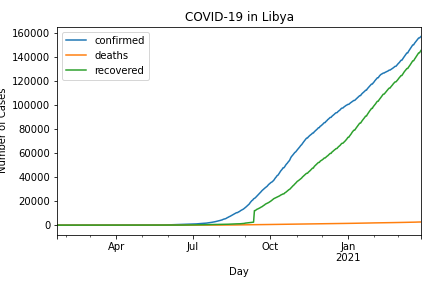 COVID-19 in Libya
confirmed
deaths
recovered
160000
140000
120000
100000
80000
60000
40000
20000
0
Number of Cases
Apr
Jul
Oct
Jan
2021
Day